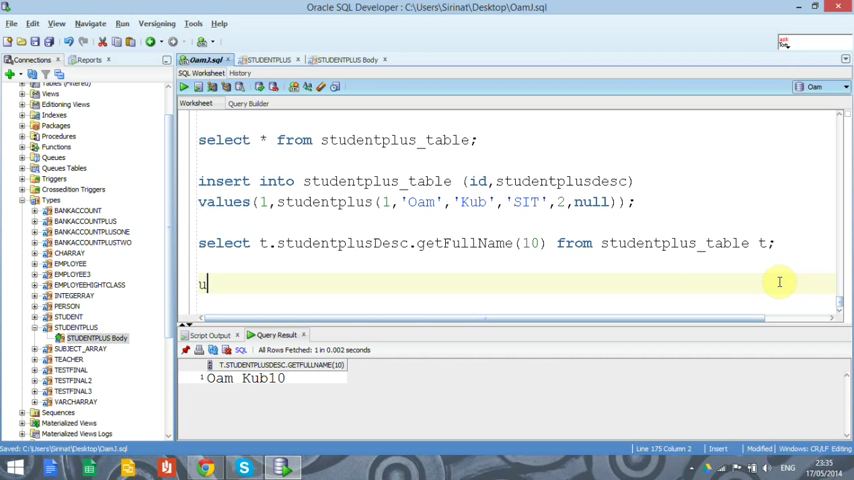 Oracle SQL Developer : C:\Users\Sirinat\Desktop\OamJ.sql
File Edit View Navigate Run Versioning Tools Help
Connections Reports OamJ.sql STUDENTPLUS STUDENTPLUS Body
SQL Worksheet History
Oam
Worksheet Query Builder
Tables (Filtered)
Views
Editioning Views
Indexes
Packages
Procedures
Functions
Queues
Queues Tables
Triggers
Crossedition Triggers
Types
BANKACCOUNT
BANKACCOUNTPLUS
BANKACCOUNTPLUSONE
BANKACCOUNTPLUSTWO
CHARRAY
EMPLOYEE
EMPLOYEE3
EMPLOYEEHIGHTCLASS
INTEGERRAY
PERSON
STUDENT
STUDENTPLUS
STUDENTPLUS Body
SUBJECT_ARRAY
TEACHER
TESTFINAL
TESTFINAL2
TESTFINAL3
VARCHARRAY
Sequences
Materialized Views
Materialized Views Logs
select * from studentplus_table;
insert into studentplus_table (id,studentplusdesc)
values(1,studentplus(1,'Oam','Kub','SIT',2,null));
select t.studentplusDesc.getFullName(10) from studentplus_table t;
u
Script Output Query Result
SQL All Rows Fetched: 1 in 0.002 seconds
T.STUDENTPLUSDESC.GETFULLNAME(10)
1 Oam Kub10
Saved: C:\Users\Sirinat\Desktop\OamJ.sql
Line 175 Column 2 Insert Modified Windows: CR/LF Editing
ENG
23:35
17/05/2014